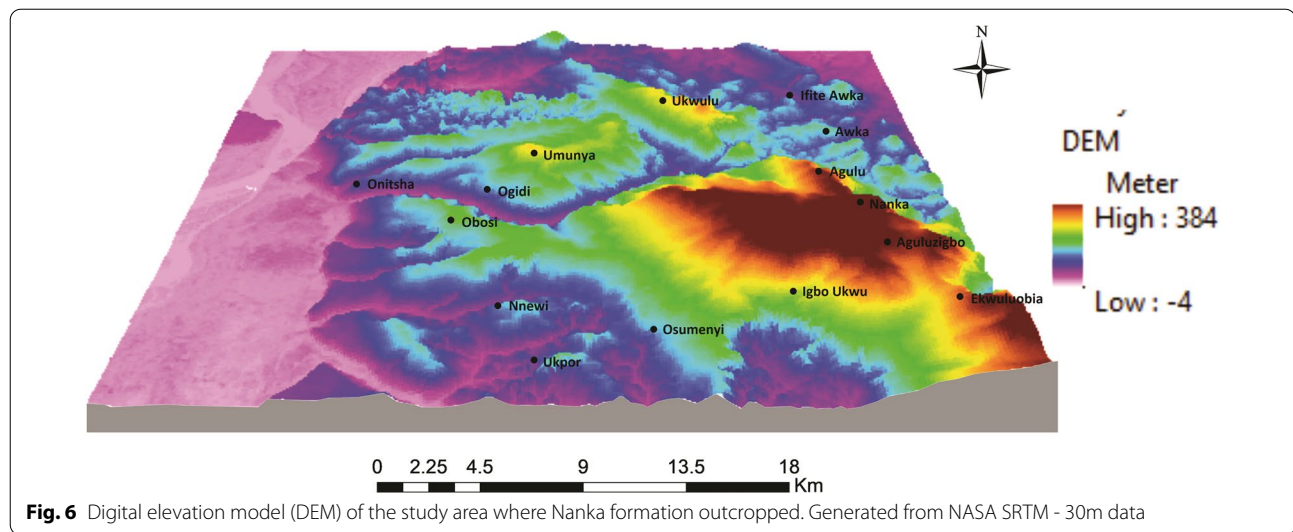 N
Ukwulu
Ifite Awka
Awka
Umunya
Agulu
Onitsha
Ogidi
Nanka
Obosi
Aguluzigbo
Igbo Ukwu
Ekwuluobia
Nnewi
Osumenyi
Ukpor
DEM
Meter
High : 384
Low : -4
0 2.25 4.5 9 13.5 18
Km
Fig. 6 Digital elevation model (DEM) of the study area where Nanka formation outcropped. Generated from NASA SRTM - 30m data